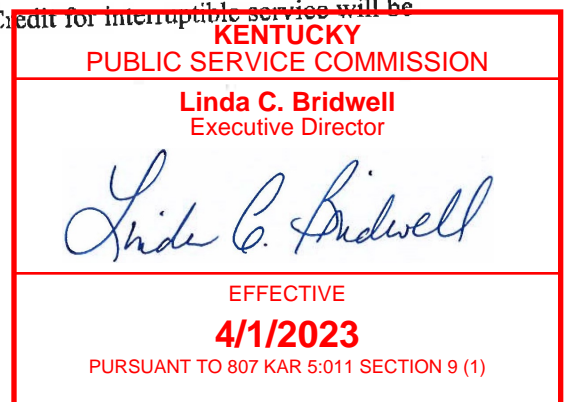 Credit for interruptible service will be
KENTUCKY
PUBLIC SERVICE COMMISSION
Linda C. Bridwell
Executive Director
Linda C. Bridwell
EFFECTIVE
4/1/2023
PURSUANT TO 807 KAR 5:011 SECTION 9 (1)